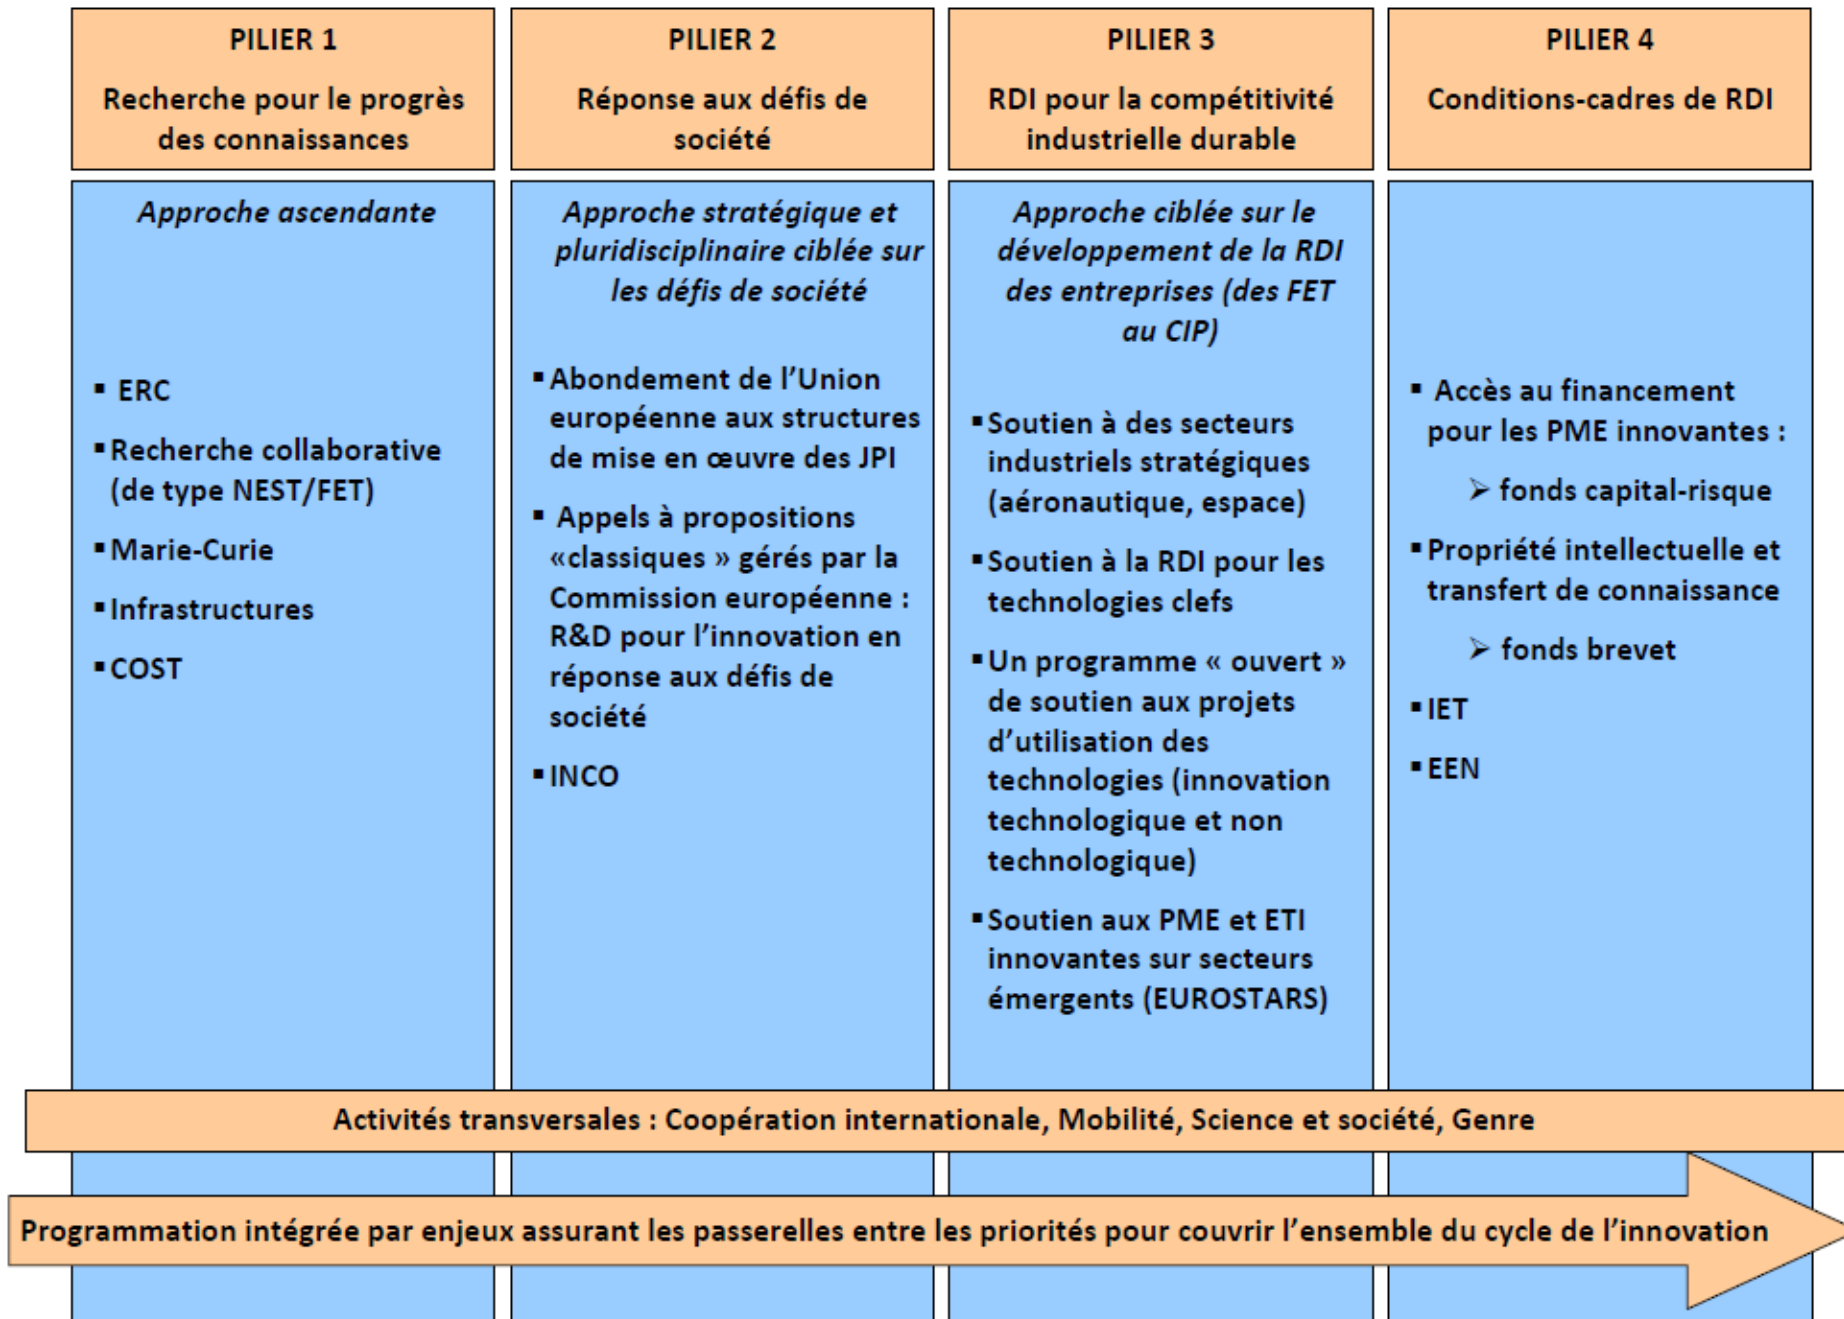 PILIER 1
Recherche pour le progrès
des connaissances
Approche ascendante
▪ ERC
▪ Recherche collaborative
(de type NEST/FET)
▪ Marie-Curie
▪ Infrastructures
▪ COST
PILIER 2
Réponse aux défis de
société
Approche stratégique et
pluridisciplinaire ciblée sur
les défis de société
▪ Abondement de l’Union
européenne aux structures
de mise en œuvre des JPI
▪ Appels à propositions
«classiques » gérés par la
Commission européenne :
R&D pour l’innovation en
réponse aux défis de
société
▪ INCO
PILIER 3
RDI pour la compétitivité
industrielle durable
Approche ciblée sur le
développement de la RDI
des entreprises (des FET
au CIP)
▪ Soutien à des secteurs
industriels stratégiques
(aéronautique, espace)
▪ Soutien à la RDI pour les
technologies clefs
▪ Un programme « ouvert »
de soutien aux projets
d’utilisation des
technologies (innovation
technologique et non
technologique)
▪ Soutien aux PME et ETI
innovantes sur secteurs
émergents (EUROSTARS)
PILIER 4
Conditions-cadres de RDI
▪ Accès au financement
pour les PME innovantes :
➢ fonds capital-risque
▪ Propriété intellectuelle et
transfert de connaissance
➢ fonds brevet
▪ IET
▪ EEN
Activités transversales : Coopération internationale, Mobilité, Science et société, Genre
Programmation intégrée par enjeux assurant les passerelles entre les priorités pour couvrir l’ensemble du cycle de l’innovation